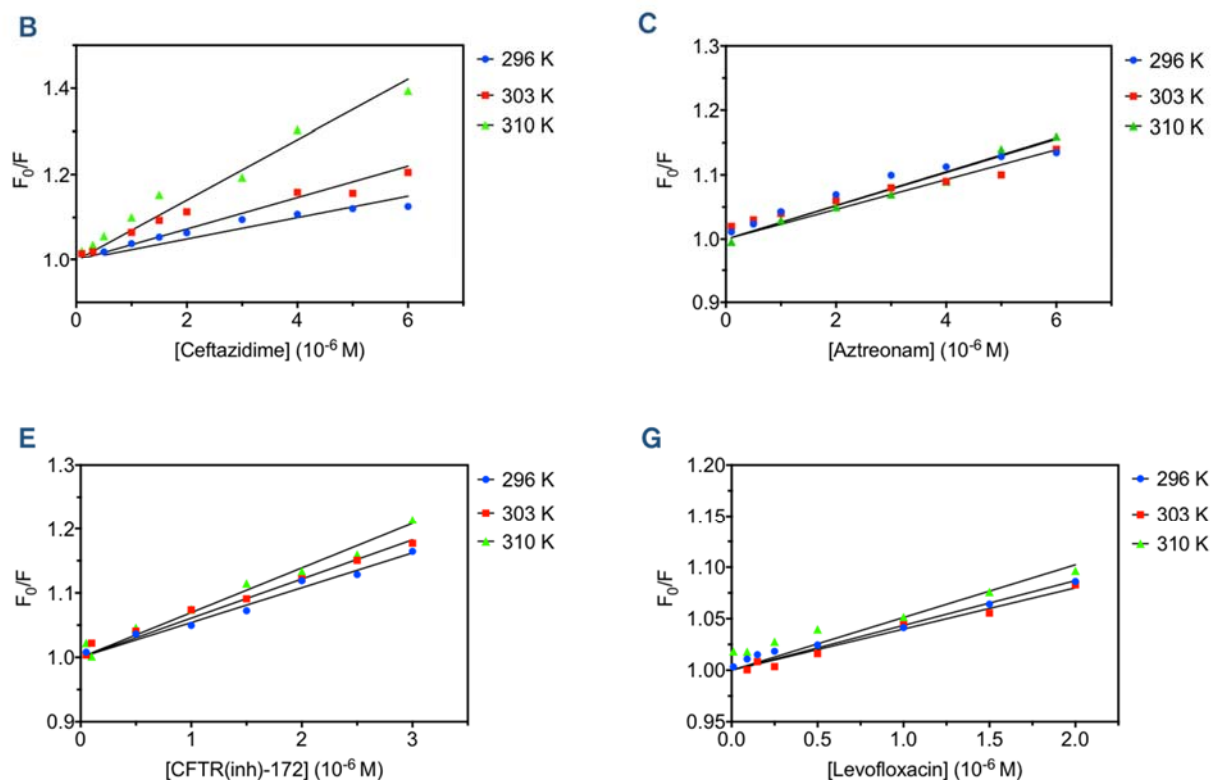 B
1.4
1.2
1.0
F₀/F
0
2
4
6
[Ceftazidime] (10⁻⁶ M)
296 K
303 K
310 K
C
1.3
1.2
1.1
1.0
0.9
F₀/F
0
2
4
6
[Aztreonam] (10⁻⁶ M)
296 K
303 K
310 K
E
1.3
1.2
1.1
1.0
0.9
F₀/F
0
1
2
3
[CFTR(inh)-172] (10⁻⁶ M)
296 K
303 K
310 K
G
1.20
1.15
1.10
1.05
1.00
0.95
F₀/F
0.0
0.5
1.0
1.5
2.0
[Levofloxacin] (10⁻⁶ M)
296 K
303 K
310 K